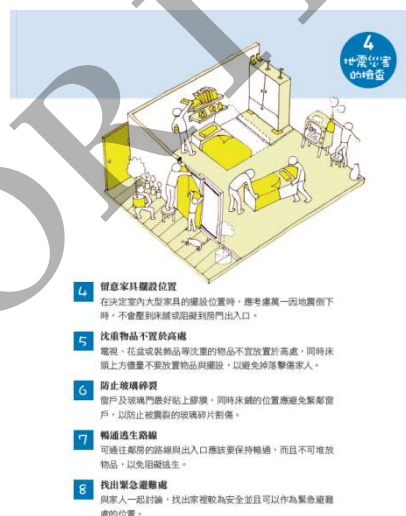 4
地震災害
的檢查
4 留意家具擺設位置
在決定室內大型家具的擺設位置時，應考慮萬一因地震倒下
時，不會壓到床舖或阻礙到房門出入口。
5 沈重物品不置於高處
電視、花盆或裝飾品等沈重的物品不宜放置於高處，同時床
頭上方儘量不要放置物品與擺設，以避免掉落擊傷家人。
6 防止玻璃碎裂
窗戶及玻璃門最好貼上膠膜，同時床鋪的位置應避免緊鄰窗
戶，以防止被震裂的玻璃碎片割傷。
7 暢通逃生路線
可通往鄰房的路線與出入口應該要保持暢通，而且不可堆放
物品，以免阻礙逃生。
8 找出緊急避難處
與家人一起討論，找出家裡較為安全並且可以作為緊急避難
處的位置。